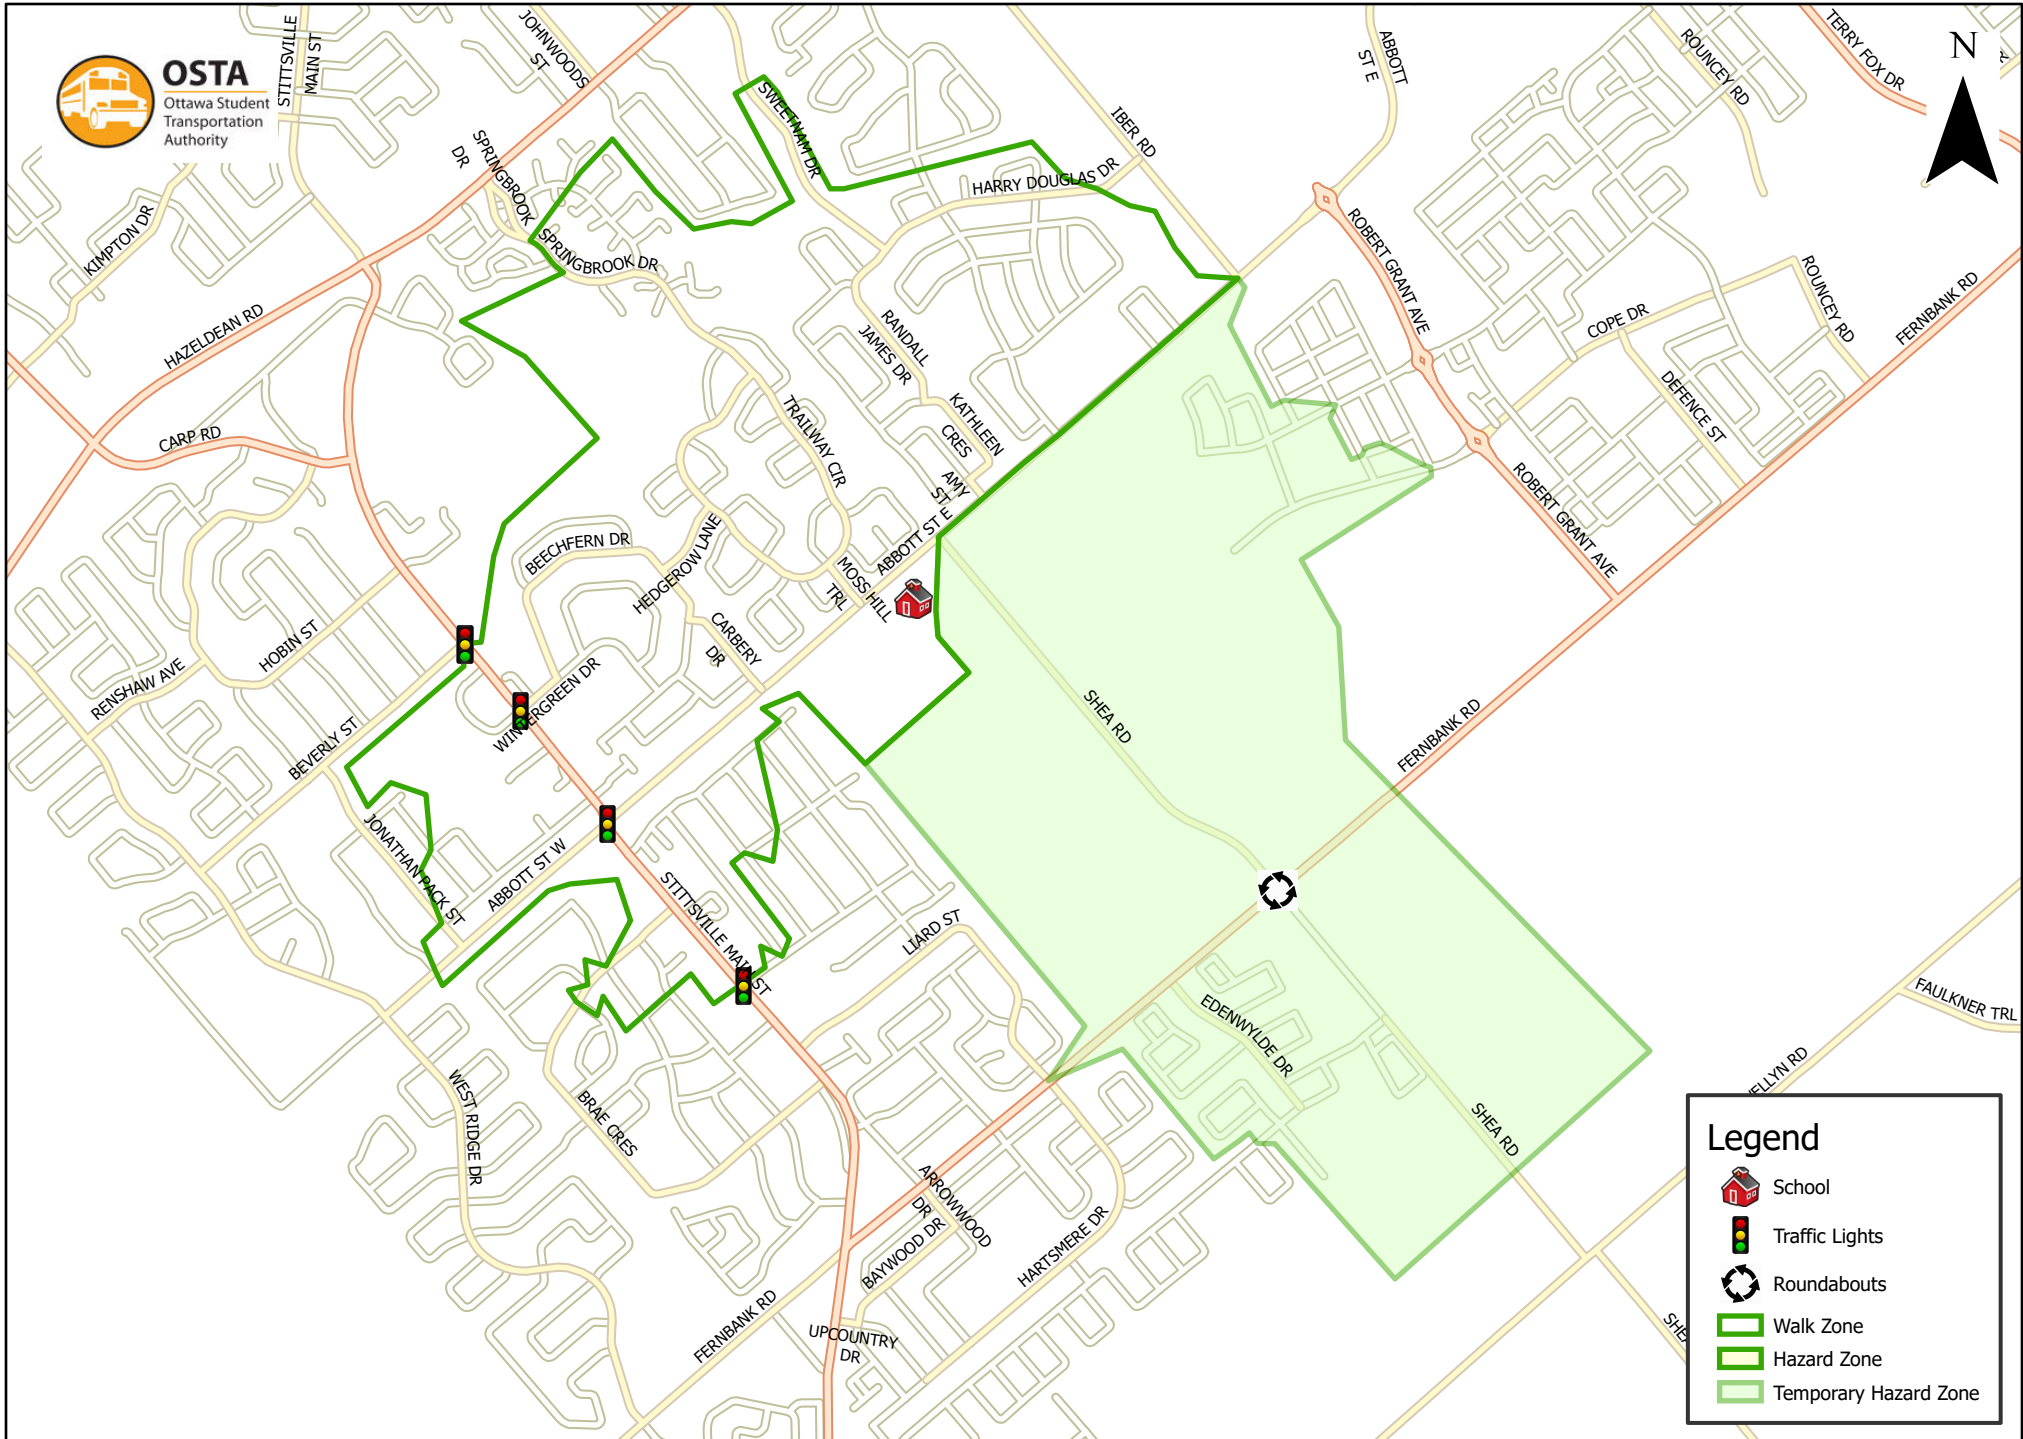 OSTA
Ottawa Student
Transportation
Authority
STITTSVILLE
MAIN ST
JOHNWOODS
ST
SPRINGBROOK
DR
SWEETNAM DR
IBER RD
ABBOTT
ST E
ROUNCEY RD
TERRY FOX DR
N
KIMPTON DR
HARRY DOUGLAS DR
SPRINGBROOK DR
HAZELDEAN RD
ROBERT GRANT AVE
ROUNCEY RD
FERNBANK RD
COPE DR
RANDALL
JAMES DR
DEFENCE ST
CARP RD
TRAILWAY CIR
KATHLEEN
CRES
AMY
ST
ABBOTT ST E
ROBERT GRANT AVE
BEECHFERN DR
HEDGEROW LANE
MOSS HILL
TRL
CARBERY
DR
HOBIN ST
RENSHAW AVE
WINTERGREEN DR
BEVERLY ST
SHEA RD
FERNBANK RD
JONATHAN PACK ST
ABBOTT ST W
STITTSVILLE MAIN ST
LIARD ST
EDENWYLDE DR
FAULKNER TRL
WEST RIDGE DR
BRAE CRES
SHEA RD
ARROWWOOD
DR
BAYWOOD DR
HARTSMERE DR
FERNBANK RD
UPCOUNTRY
DR
Legend
School
Traffic Lights
Roundabouts
Walk Zone
Hazard Zone
Temporary Hazard Zone